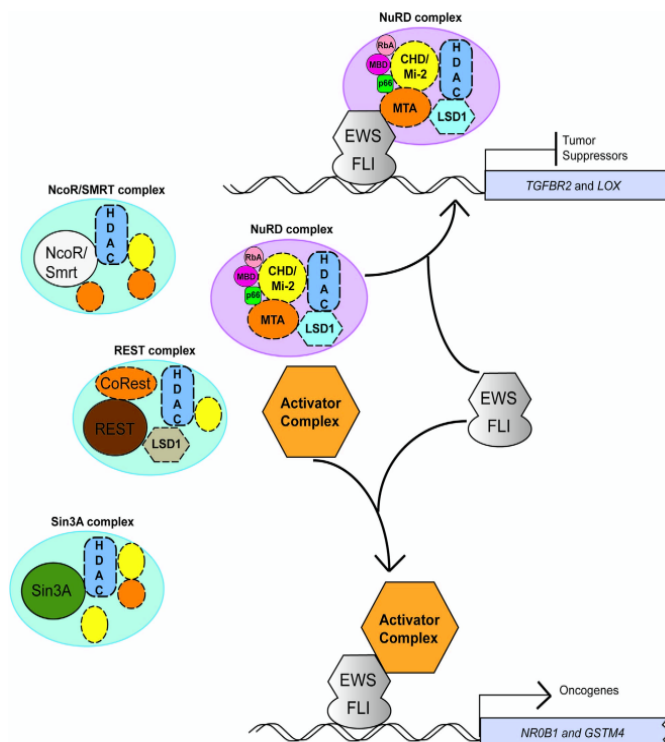 NuRD complex
RbA
MBD
p66
CHD/
Mi-2
MTA
H
D
A
C
LSD1
EWS
FLI
Tumor
Suppressors
TGFBR2 and LOX
NcoR/SMRT complex
H
D
A
C
NcoR/
Smrt
NuRD complex
RbA
MBD
p66
CHD/
Mi-2
MTA
H
D
A
C
LSD1
REST complex
CoRest
H
D
A
C
REST
LSD1
Activator
Complex
EWS
FLI
Sin3A complex
H
D
A
C
Sin3A
Activator
Complex
EWS
FLI
Oncogenes
NR0B1 and GSTM4